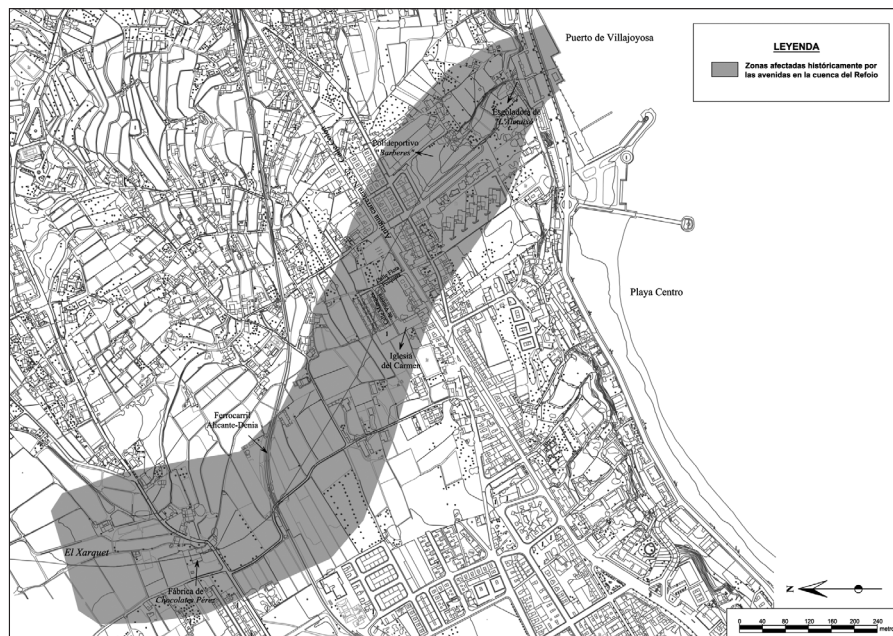 Puerto de Villajoyosa
LEYENDA
Zonas afectadas históricamente por
las avenidas en la cuenca del Refoio
Escoladora de
Polideportivo
"Barberes"
Playa Centro
Iglesia
del Carmen
Ferrocarril
Alicante-Denia
El Xarquet
Fábrica de
Chocolates Pérez
N
0 40 80 120 160 200 240
metros